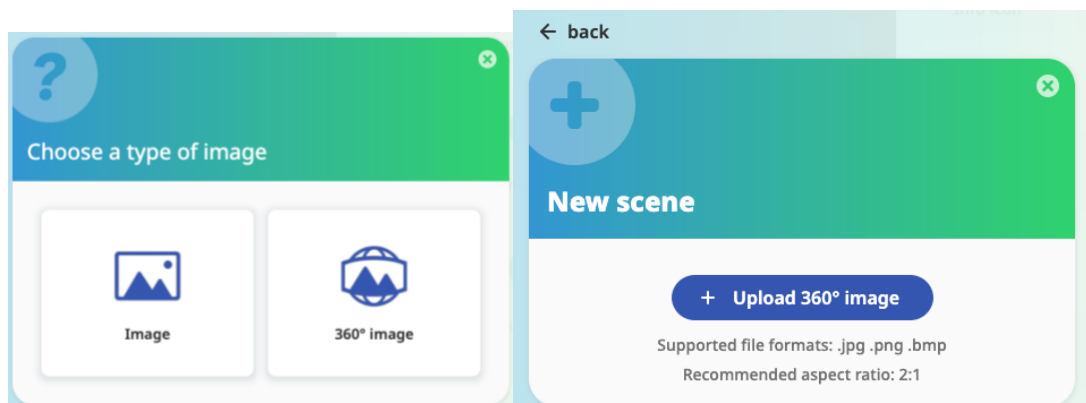 Choose a type of image
Image
360° image
← back
New scene
+ Upload 360° image
Supported file formats: .jpg .png .bmp
Recommended aspect ratio: 2:1